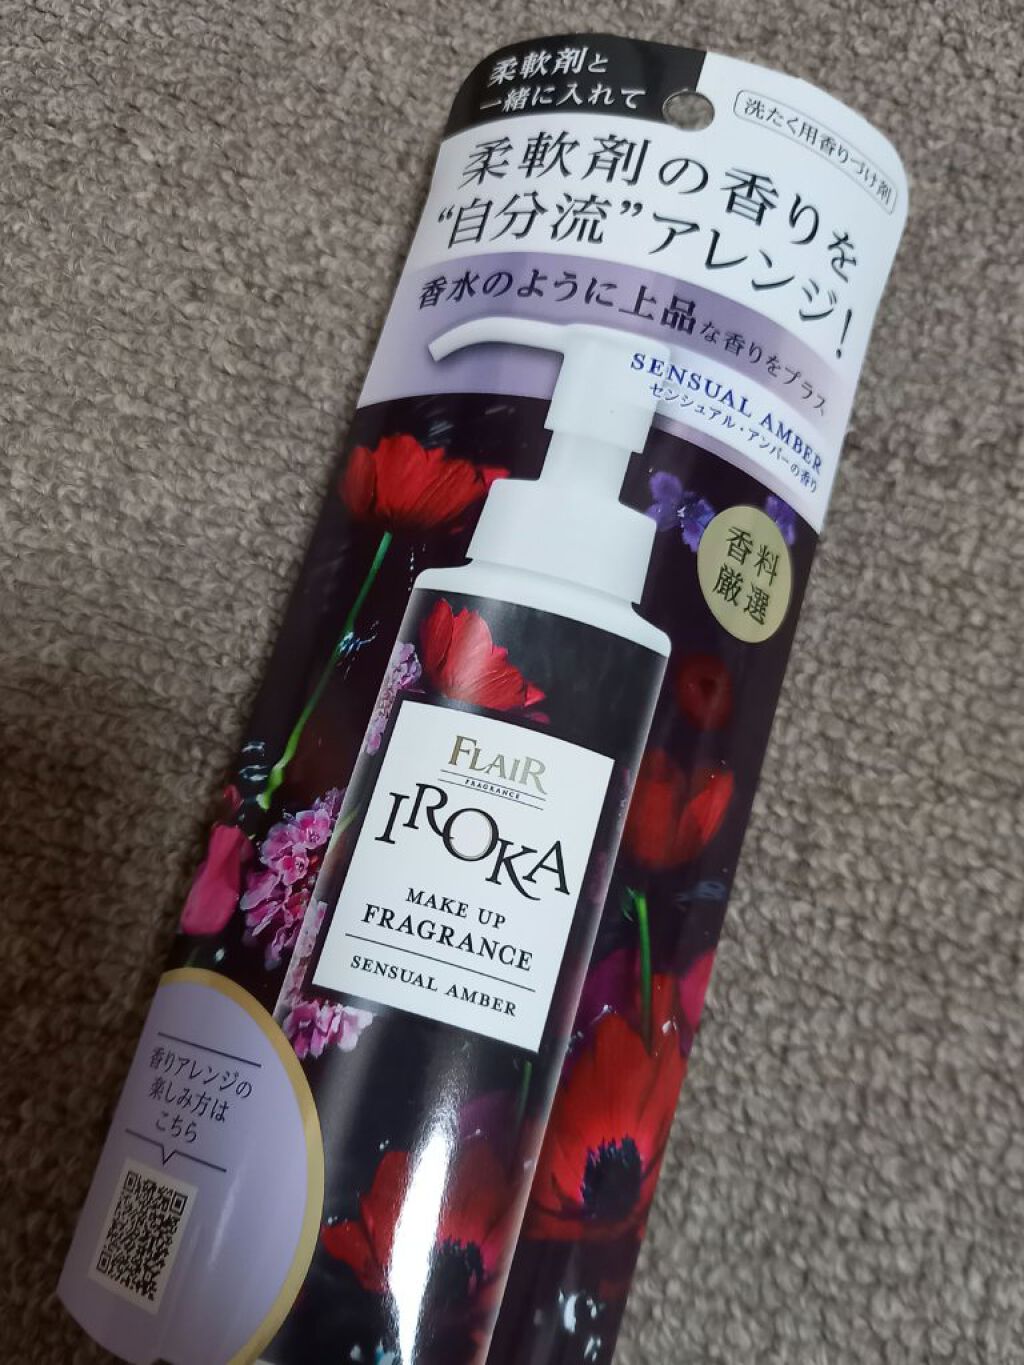 柔軟剤と
一緒に入れて
洗たく用香りづけ剤
柔軟剤の香りを
“自分流”アレンジ!
香水のように上品な香りをプラス
SENSUAL AMBER
センシュアル・アンバーの香り
香料
厳選
FLAIR
FRAGRANCE
IROKA
MAKE UP
FRAGRANCE
SENSUAL AMBER
香りアレンジの
楽しみ方は
こちら